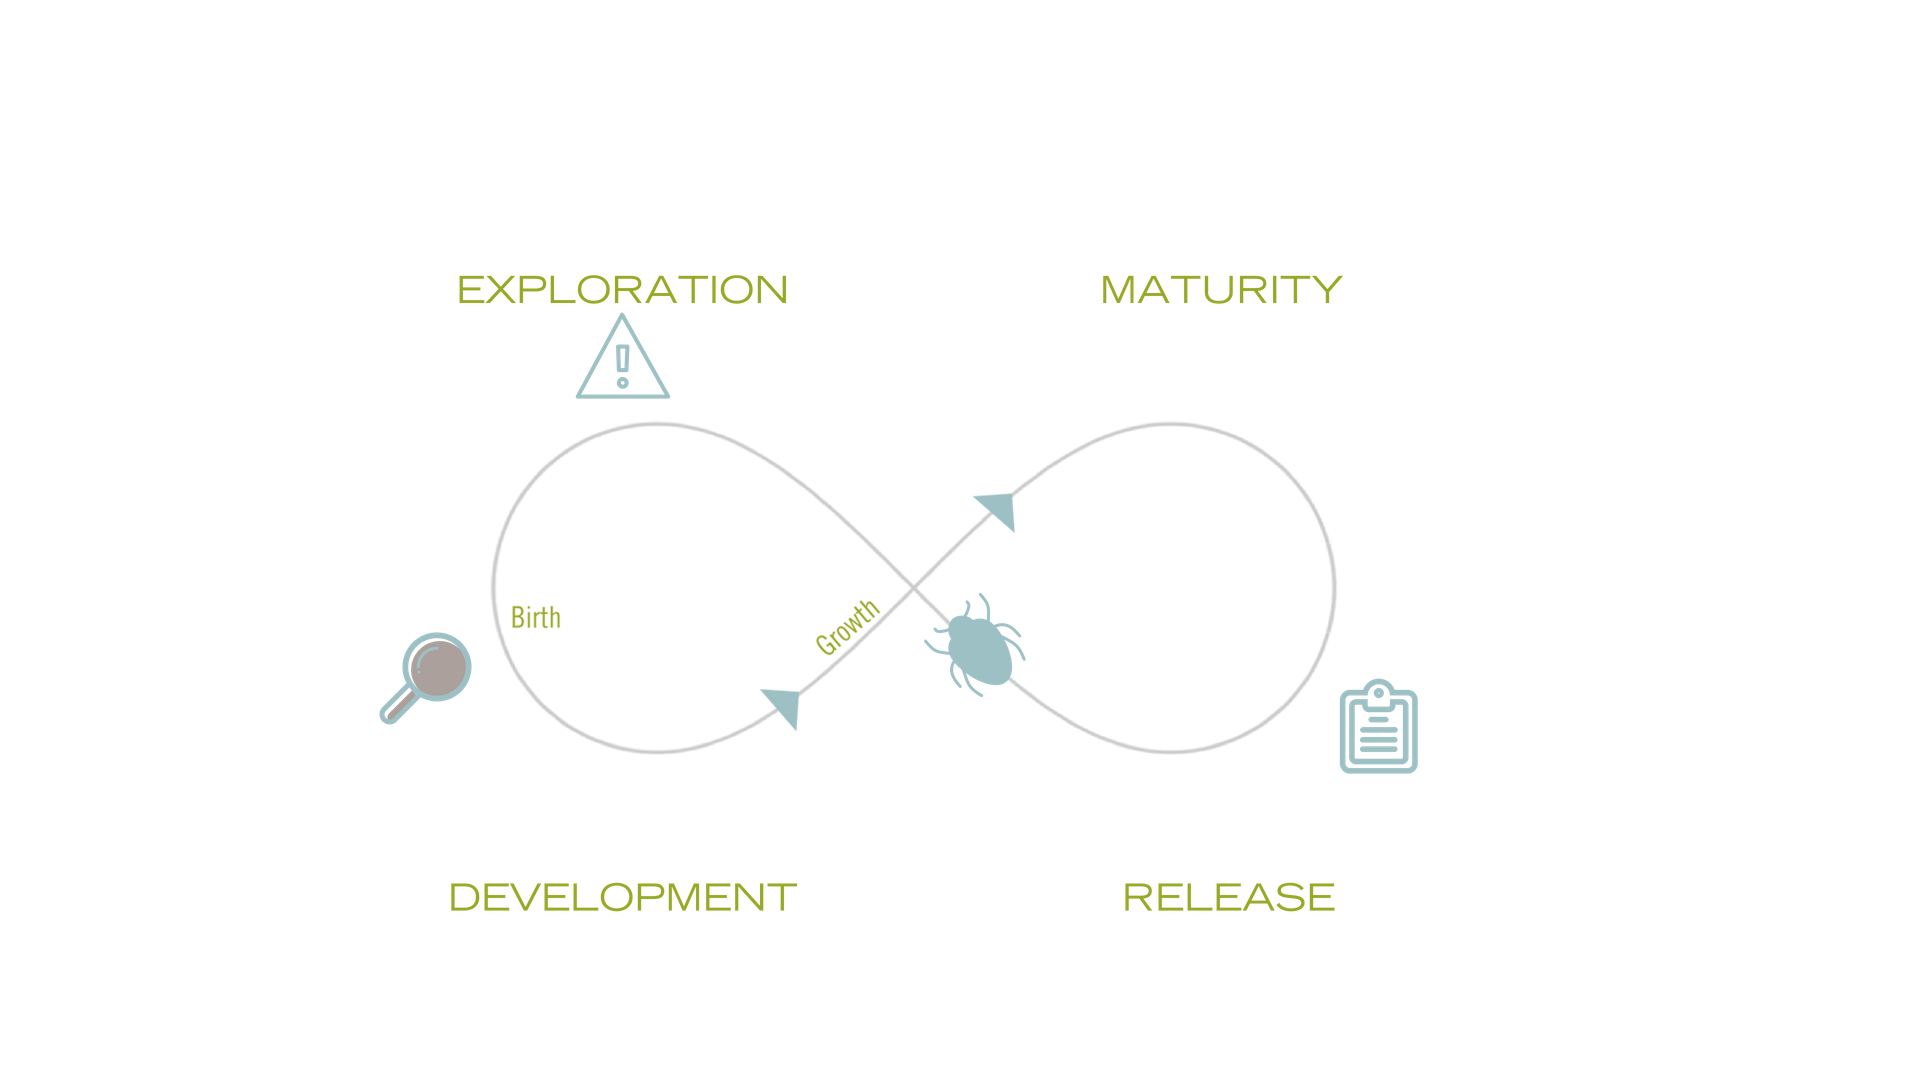 EXPLORATION
MATURITY
Birth
Growth
DEVELOPMENT
RELEASE